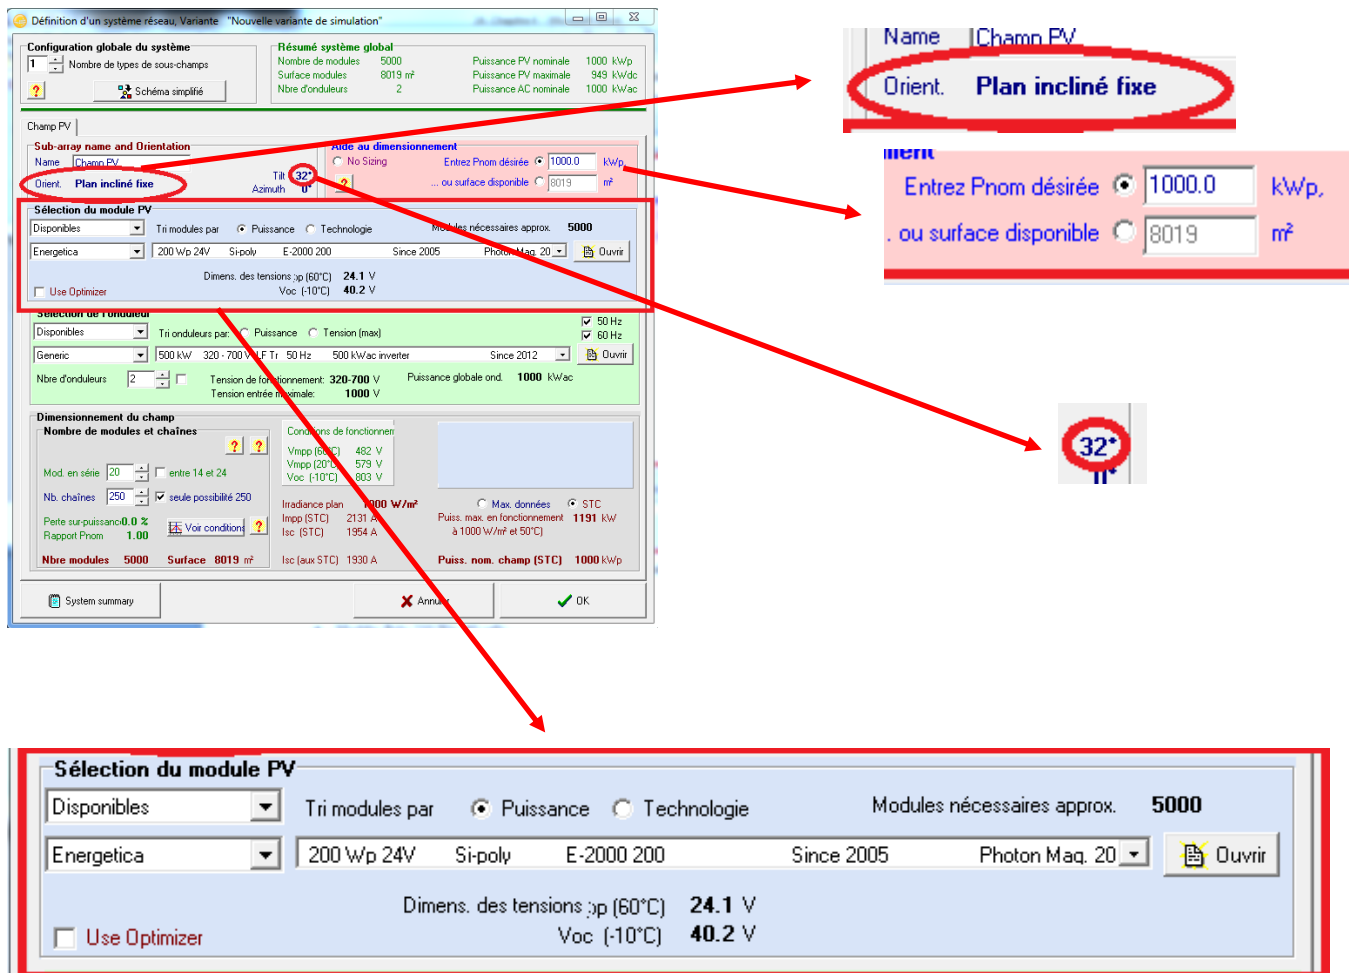 Définition d'un système réseau, Variante "Nouvelle variante de simulation"
Configuration globale du système
1 Nombre de types de sous-champs
? Schéma simplifié
Résumé système global
Nombre de modules 5000 Puissance PV nominale 1000 kWp
Surface modules 8019 m² Puissance PV maximale 949 kWdc
Nbre d'onduleurs 2 Puissance AC nominale 1000 kWac
Champ PV
Sub-array name and Orientation
Name Champ PV
Orient. Plan incliné fixe
Tilt 32°
Azimuth 0°
Aide au dimensionnement
No Sizing Entrez Pnom désirée 1000.0 kWp,
? ... ou surface disponible 8019 m²
Sélection du module PV
Disponibles Tri modules par Puissance Technologie Modules nécessaires approx. 5000
Energetica 200 Wp 24V Si-poly E-2000 200 Since 2005 Photon Mag. 20 Ouvrir
Dimens. des tensions :pp (60°C) 24.1 V
Use Optimizer Voc (-10°C) 40.2 V
Sélection de l'onduleur
50 Hz
Disponibles Tri onduleurs par: Puissance Tension (max) 60 Hz
Generic 500 kW 320 - 700 V LF Tr 50 Hz 500 kWac inverter Since 2012 Ouvrir
Nbre d'onduleurs 2 Tension de fonctionnement: 320-700 V Puissance globale ond. 1000 kWac
Tension entrée maximale: 1000 V
Dimensionnement du champ
Nombre de modules et chaînes
? ?
Mod. en série 20 entre 14 et 24
Nb. chaînes 250 seule possibilité 250
Perte sur-puissanc 0.0 %
Rapport Pnom 1.00 Voir conditions ?
Nbre modules 5000 Surface 8019 m²
Conditions de fonctionnen
Vmpp (60°C) 482 V
Vmpp (20°C) 579 V
Voc (-10°C) 803 V
Irradiance plan 1000 W/m² Max. données STC
Impp (STC) 2131 A Puiss. max. en fonctionnement 1191 kW
Isc (STC) 1954 A à 1000 W/m² et 50°C)
Isc (aux STC) 1930 A Puiss. nom. champ (STC) 1000 kWp
System summary Annuler OK
Name Champ PV
Orient. Plan incliné fixe
ment
Entrez Pnom désirée 1000.0 kWp,
. ou surface disponible 8019 m²
32°
0°
Sélection du module PV
Disponibles Tri modules par Puissance Technologie Modules nécessaires approx. 5000
Energetica 200 Wp 24V Si-poly E-2000 200 Since 2005 Photon Mag. 20 Ouvrir
Dimens. des tensions :pp (60°C) 24.1 V
Use Optimizer Voc (-10°C) 40.2 V